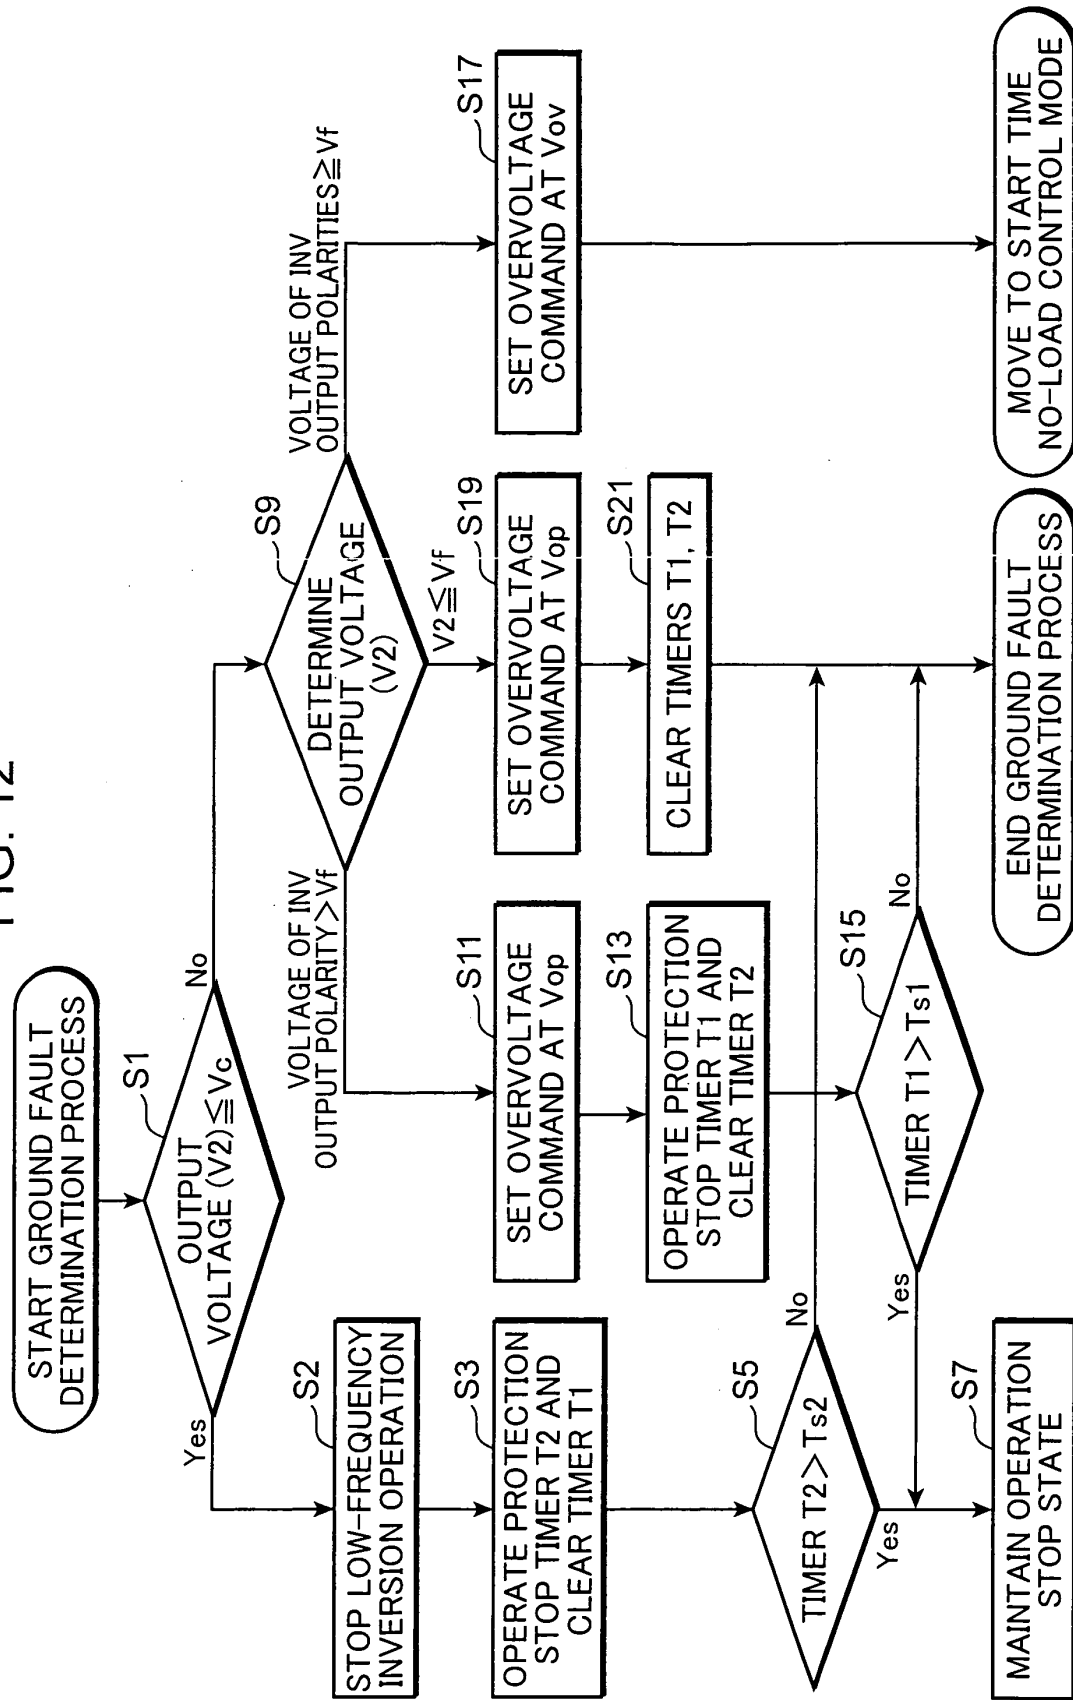 FIG. 12
START GROUND FAULT
DETERMINATION PROCESS
S1
OUTPUT
VOLTAGE (V2)≦Vc
Yes
No
S2
STOP LOW-FREQUENCY
INVERSION OPERATION
S3
OPERATE PROTECTION
STOP TIMER T2 AND
CLEAR TIMER T1
S5
TIMER T2>Ts2
No
Yes
S7
MAINTAIN OPERATION
STOP STATE
S9
DETERMINE
OUTPUT VOLTAGE
(V2)
VOLTAGE OF INV
OUTPUT POLARITY>Vf
V2≦Vf
VOLTAGE OF INV
OUTPUT POLARITIES≧Vf
S11
SET OVERVOLTAGE
COMMAND AT Vop
S13
OPERATE PROTECTION
STOP TIMER T1 AND
CLEAR TIMER T2
S15
TIMER T1>Ts1
Yes
No
S19
SET OVERVOLTAGE
COMMAND AT Vop
S21
CLEAR TIMERS T1, T2
END GROUND FAULT
DETERMINATION PROCESS
S17
SET OVERVOLTAGE
COMMAND AT Vov
MOVE TO START TIME
NO-LOAD CONTROL MODE